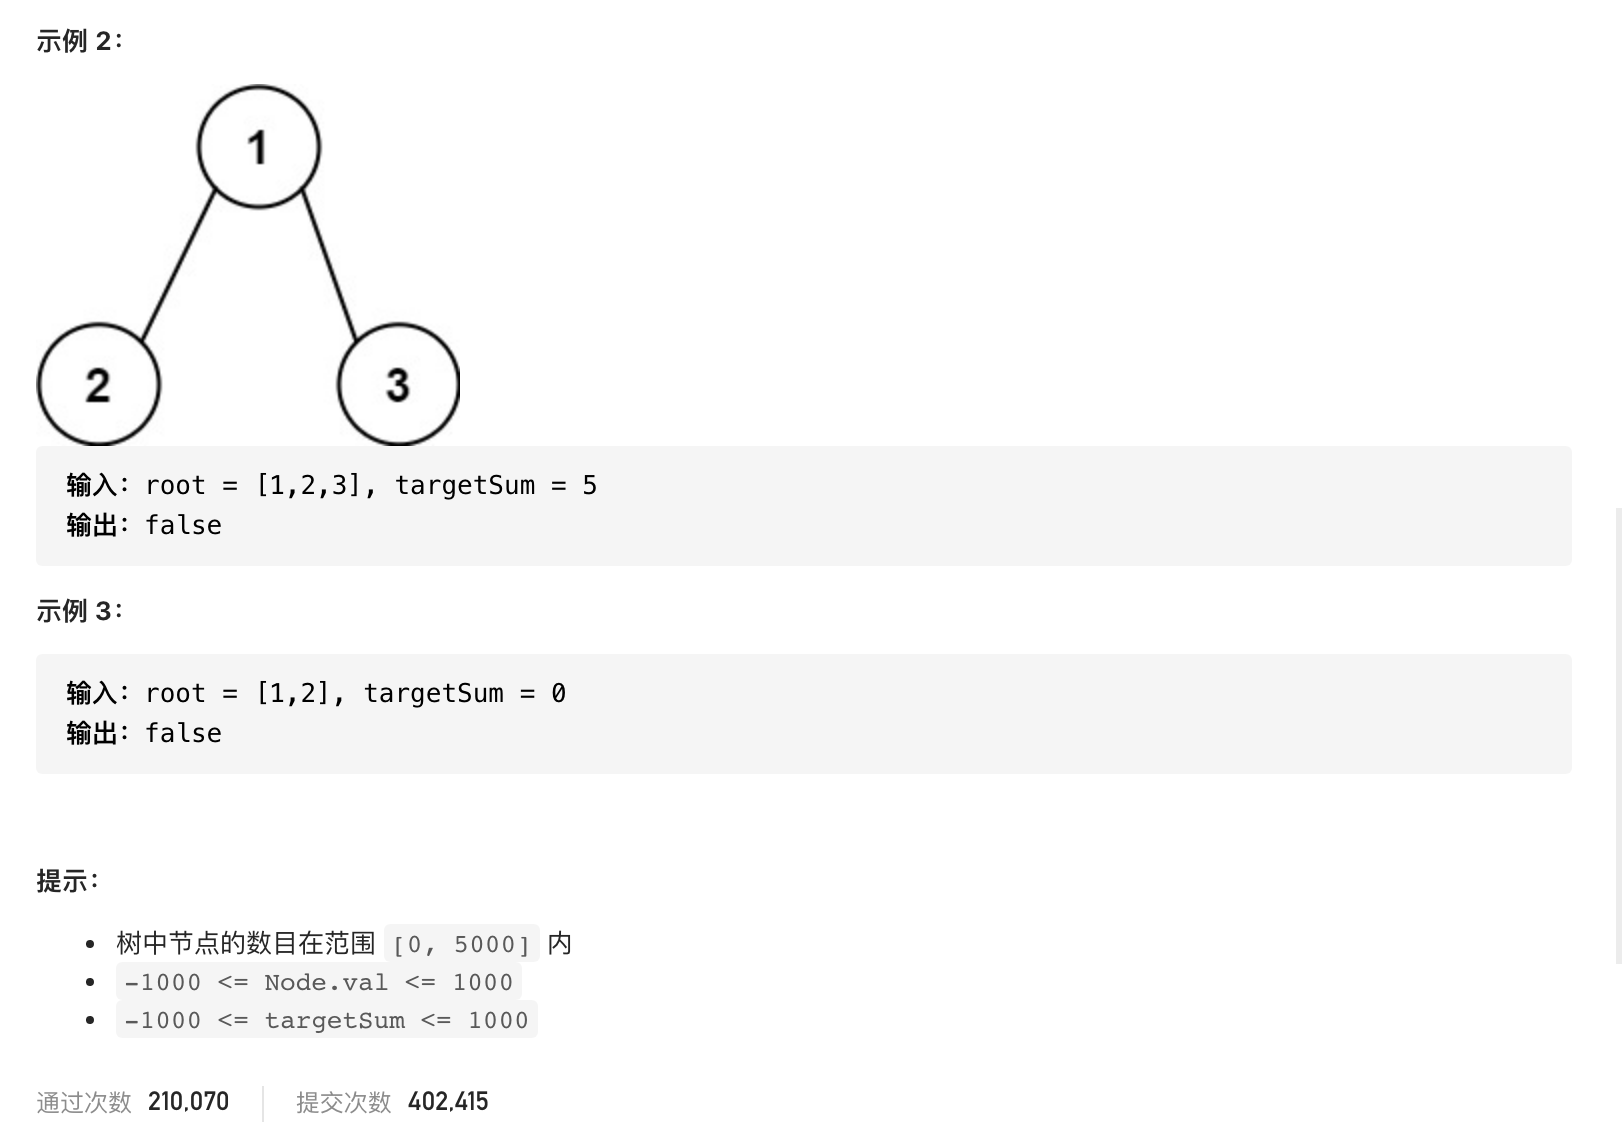 示例 2：
1
2
3
输入：root = [1,2,3], targetSum = 5
输出：false
示例 3：
输入：root = [1,2], targetSum = 0
输出：false
提示：
• 树中节点的数目在范围 [0, 5000] 内
• -1000 <= Node.val <= 1000
• -1000 <= targetSum <= 1000
通过次数 210,070 提交次数 402,415